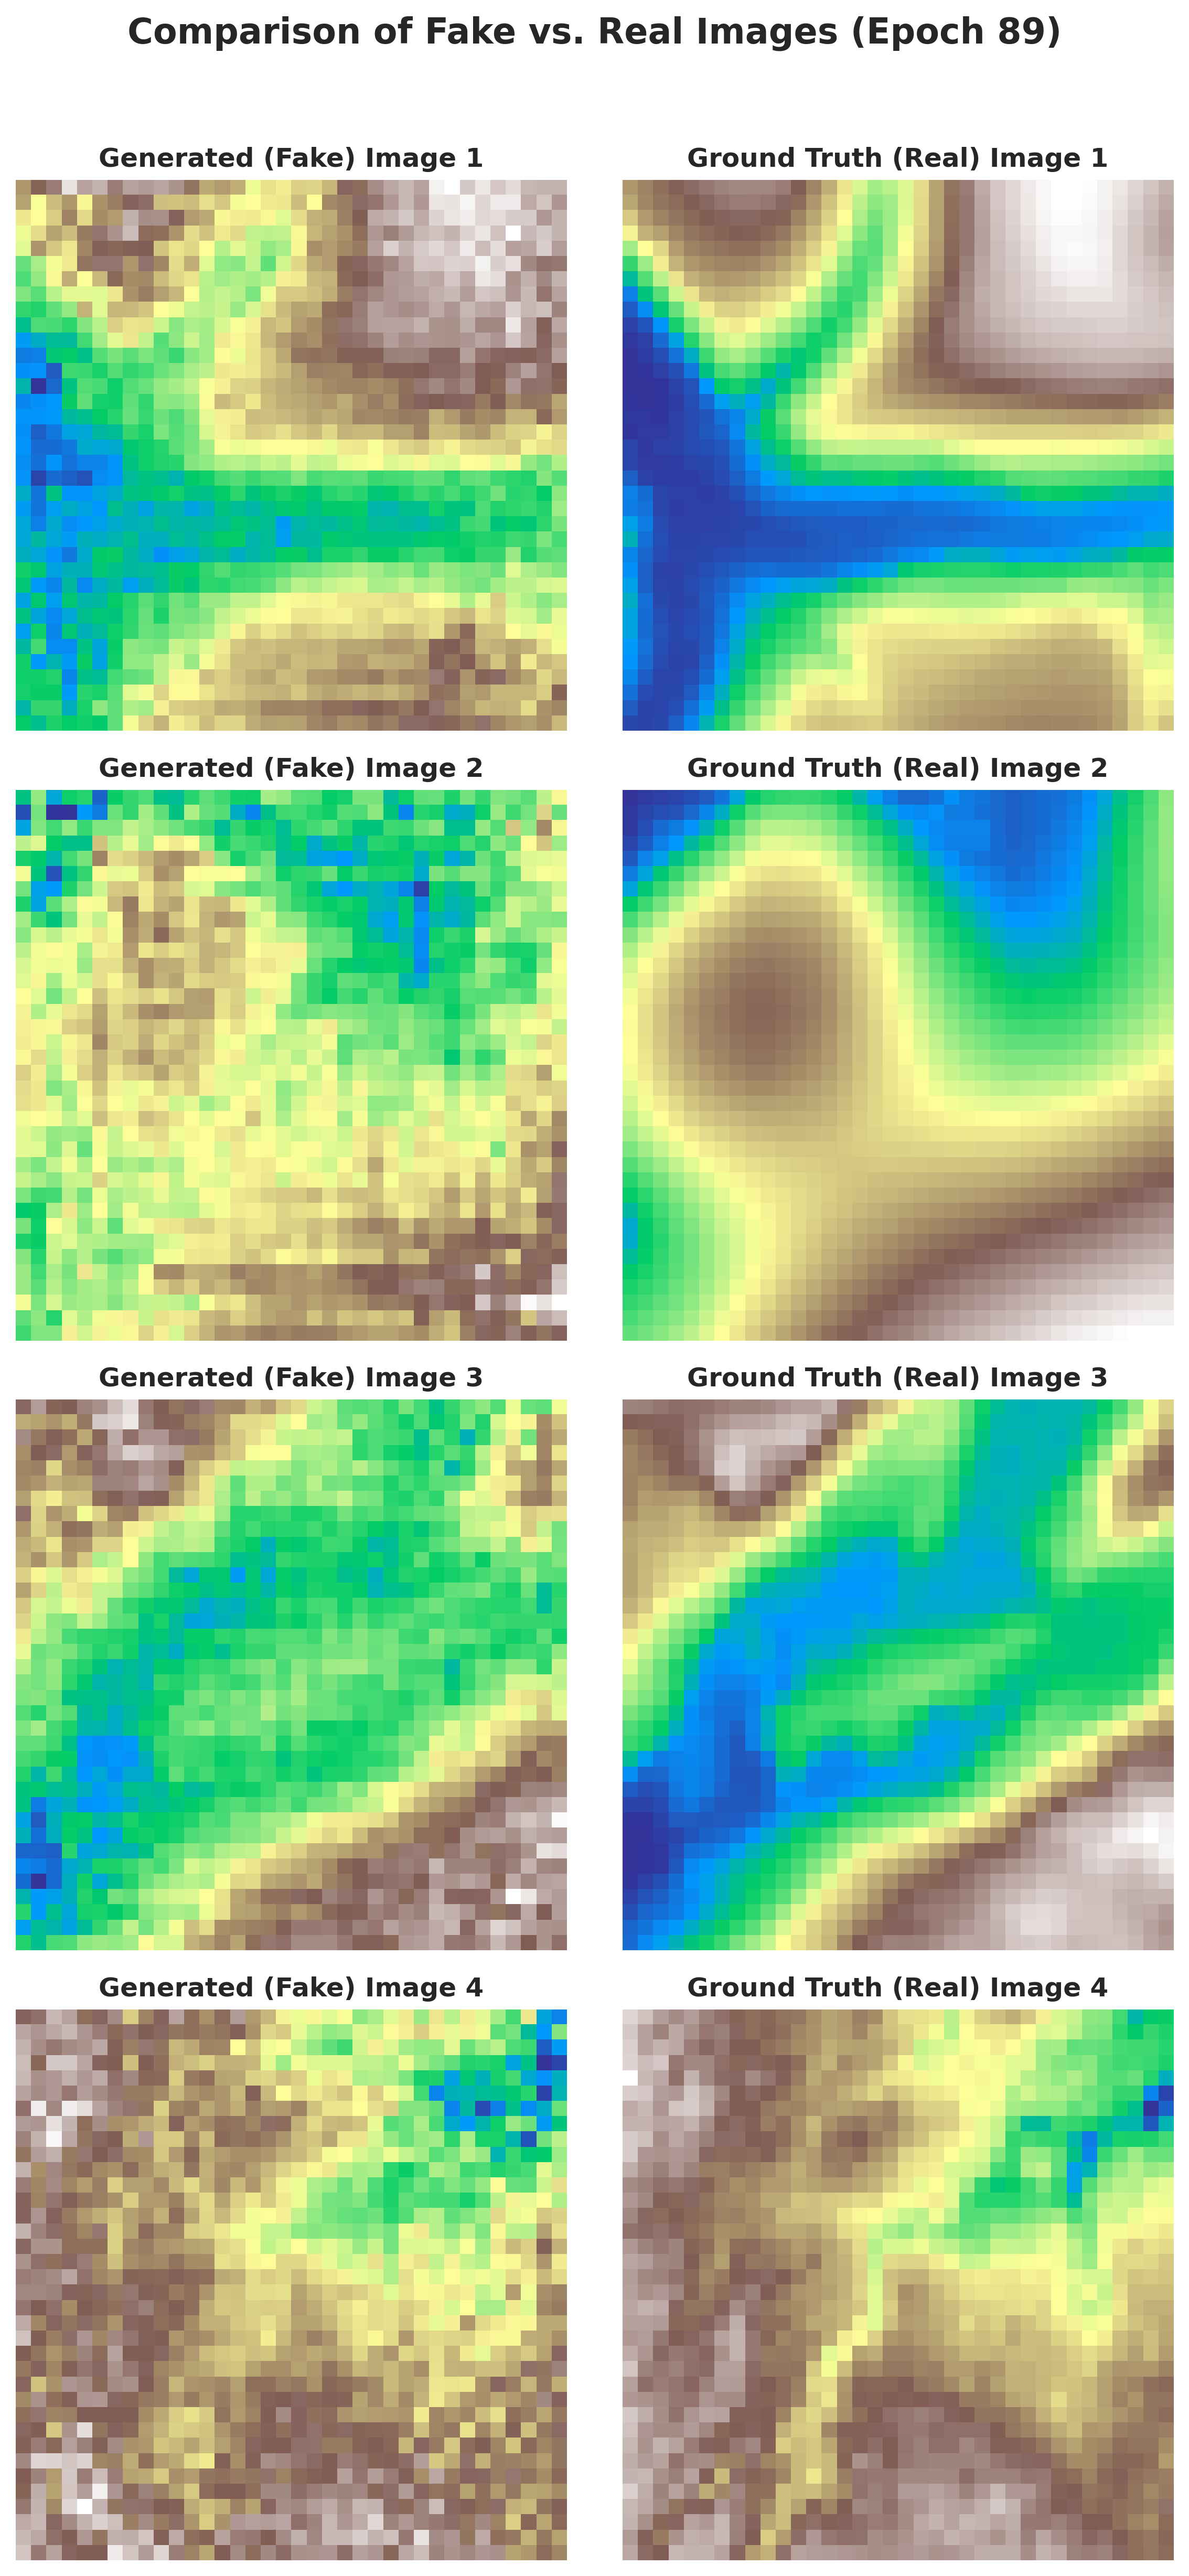 Comparison of Fake vs. Real Images (Epoch 89)
Generated (Fake) Image 1
Ground Truth (Real) Image 1
Generated (Fake) Image 2
Ground Truth (Real) Image 2
Generated (Fake) Image 3
Ground Truth (Real) Image 3
Generated (Fake) Image 4
Ground Truth (Real) Image 4